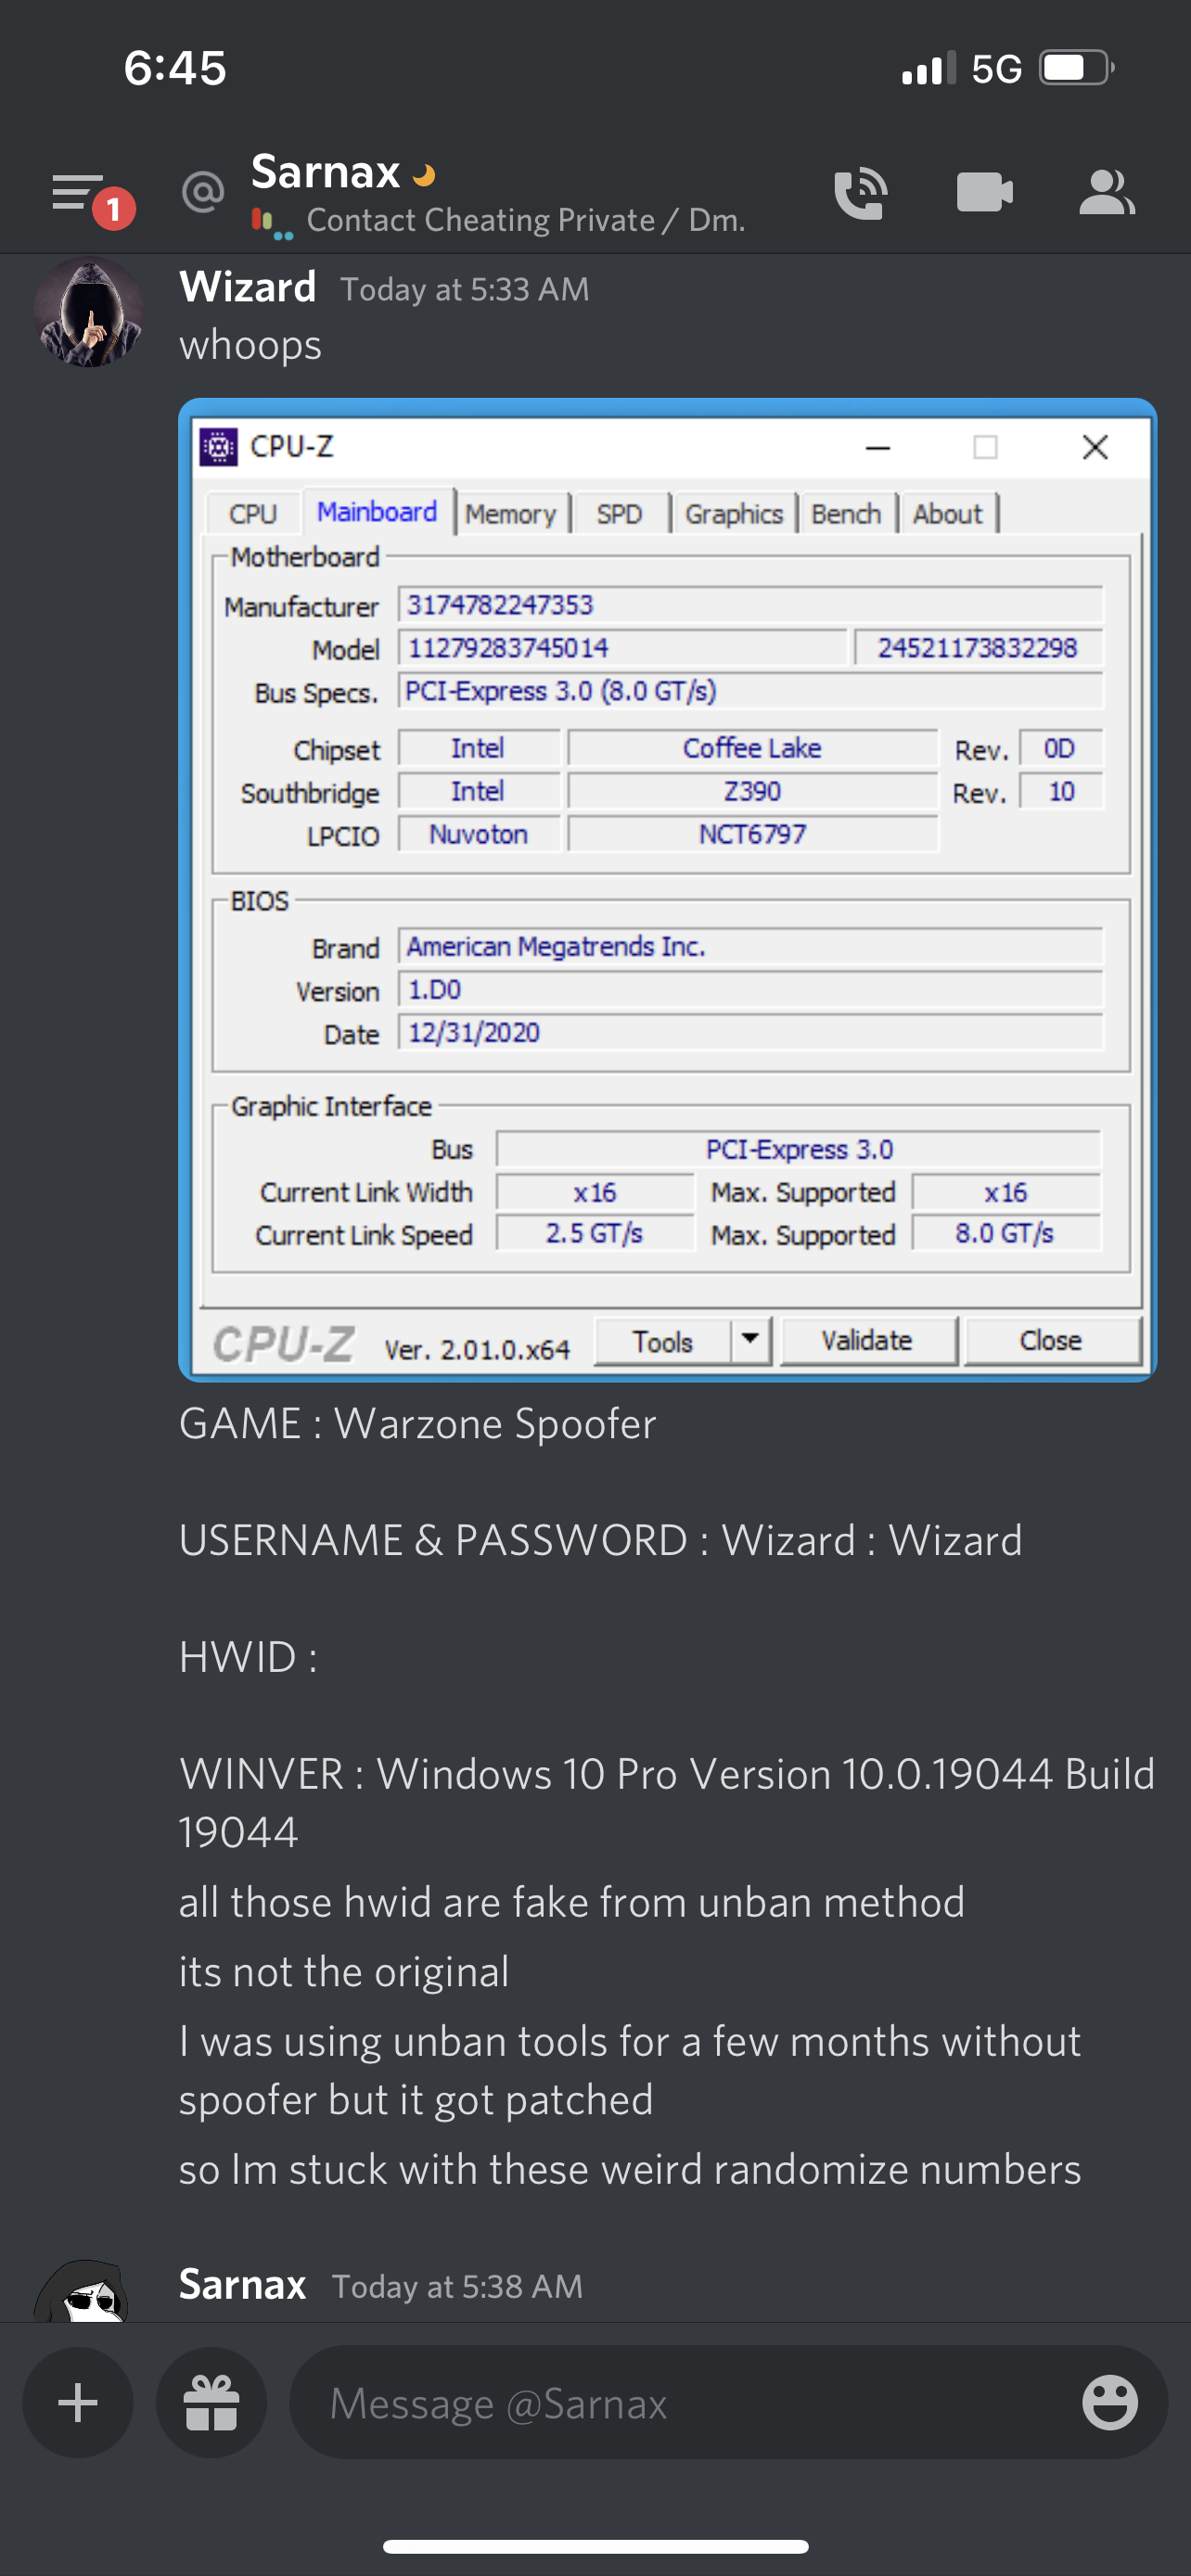 6:45 5G
1 @ Sarnax
Contact Cheating Private / Dm.
Wizard Today at 5:33 AM
whoops
CPU-Z
CPU Mainboard Memory SPD Graphics Bench About
Motherboard
Manufacturer 3174782247353
Model 11279283745014 24521173832298
Bus Specs. PCI-Express 3.0 (8.0 GT/s)
Chipset Intel Coffee Lake Rev. 0D
Southbridge Intel Z390 Rev. 10
LPCIO Nuvoton NCT6797
BIOS
Brand American Megatrends Inc.
Version 1.D0
Date 12/31/2020
Graphic Interface
Bus PCI-Express 3.0
Current Link Width x16 Max. Supported x16
Current Link Speed 2.5 GT/s Max. Supported 8.0 GT/s
CPU-Z Ver. 2.01.0.x64 Tools Validate Close
GAME : Warzone Spoofer
USERNAME & PASSWORD : Wizard : Wizard
HWID :
WINVER : Windows 10 Pro Version 10.0.19044 Build
19044
all those hwid are fake from unban method
its not the original
I was using unban tools for a few months without
spoofer but it got patched
so Im stuck with these weird randomize numbers
Sarnax Today at 5:38 AM
Message @Sarnax